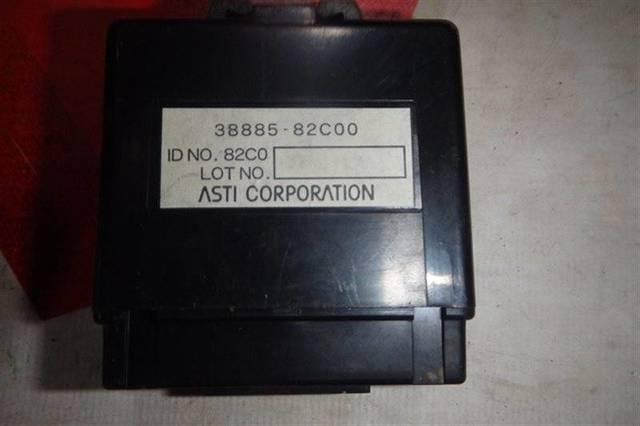 38885-82C00
ID NO. 82C0
LOT NO.
ASTI CORPORATION